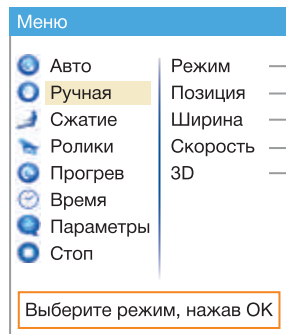 Меню
Авто
Ручная
Сжатие
Ролики
Прогрев
Время
Параметры
Стоп
Режим
Позиция
Ширина
Скорость
3D
Выберите режим, нажав OK